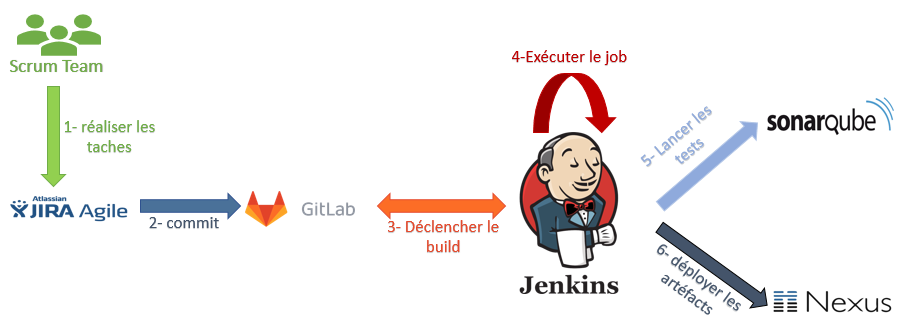 Scrum Team
1- réaliser les
taches
Atlassian
JIRA Agile
2- commit
GitLab
3- Déclencher le
build
4-Exécuter le job
Jenkins
5- Lancer les
tests
sonarqube
6- déployer les
artéfacts
Nexus